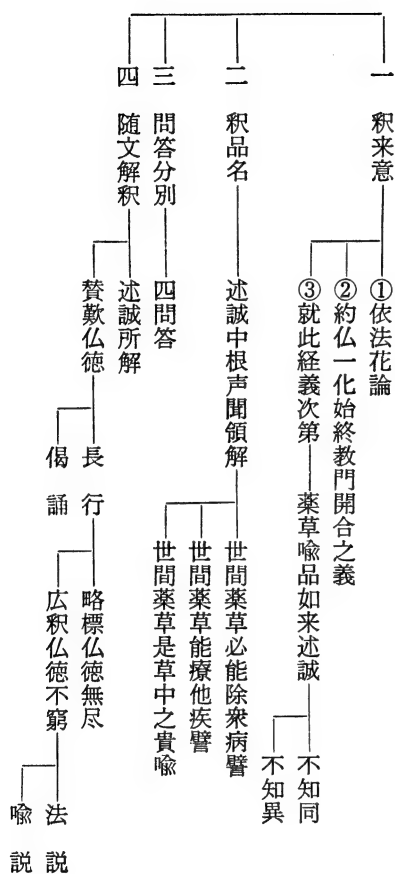 一 釈来意
①依法花論
②約仏一化始終教門開合之義
③就此経義次第
薬草喩品如来述誠
不知同
不知異
二 釈品名
述誠中根声聞領解
世間薬草必能除衆病譬
世間薬草能療他疾譬
世間薬草是草中之貴喩
三 問答分別
四問答
四 随文解釈
述誠所解
賛歎仏徳
長行
略標仏徳無尽
広釈仏徳不窮
法説
喩説
偈誦